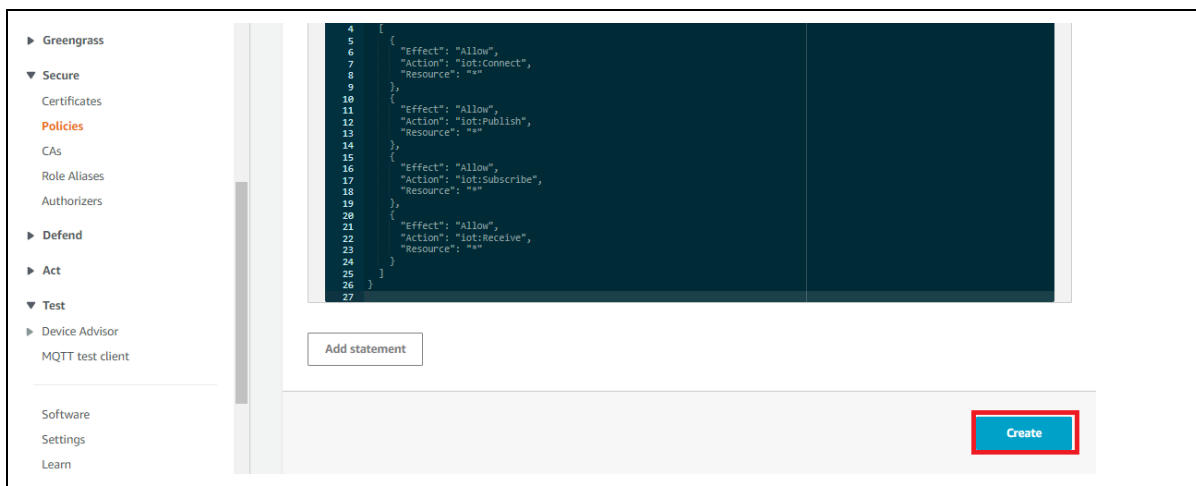 Greengrass
Secure
Certificates
Policies
CAs
Role Aliases
Authorizers
Defend
Act
Test
Device Advisor
MQTT test client
Software
Settings
Learn
4 [
5 {
6 "Effect": "Allow",
7 "Action": "iot:Connect",
8 "Resource": "*"
9 },
10 {
11 "Effect": "Allow",
12 "Action": "iot:Publish",
13 "Resource": "*"
14 },
15 {
16 "Effect": "Allow",
17 "Action": "iot:Subscribe",
18 "Resource": "*"
19 },
20 {
21 "Effect": "Allow",
22 "Action": "iot:Receive",
23 "Resource": "*"
24 }
25 ]
26 }
27
Add statement
Create